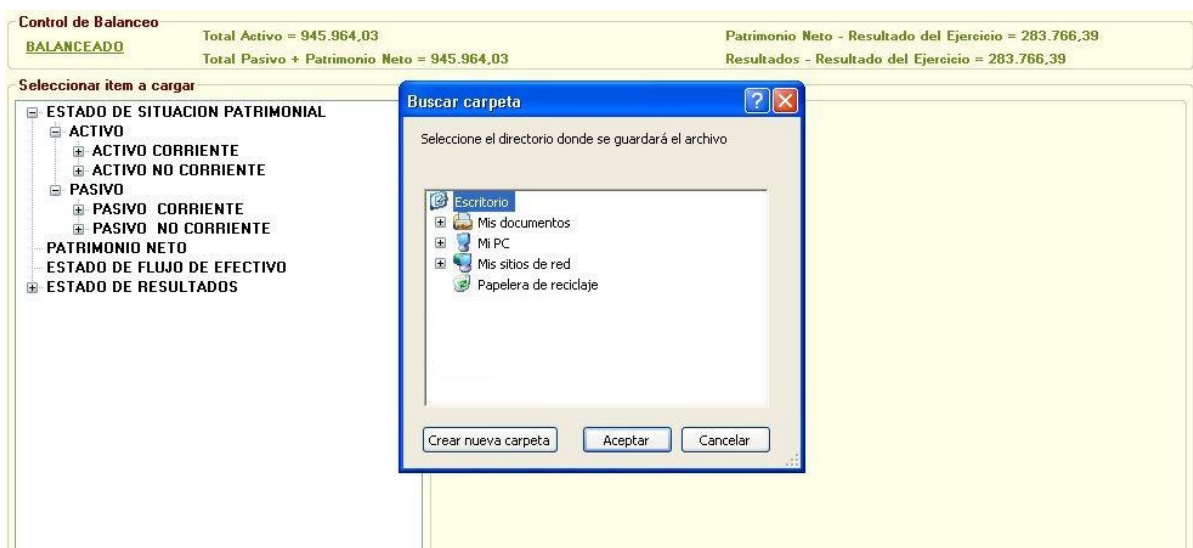 Control de Balanceo
BALANCEADO
Total Activo = 945.964,03
Total Pasivo + Patrimonio Neto = 945.964,03
Patrimonio Neto - Resultado del Ejercicio = 283.766,39
Resultados - Resultado del Ejercicio = 283.766,39
Seleccionar item a cargar
ESTADO DE SITUACION PATRIMONIAL
ACTIVO
ACTIVO CORRIENTE
ACTIVO NO CORRIENTE
PASIVO
PASIVO CORRIENTE
PASIVO NO CORRIENTE
PATRIMONIO NETO
ESTADO DE FLUJO DE EFECTIVO
ESTADO DE RESULTADOS
Buscar carpeta
Seleccione el directorio donde se guardará el archivo
Escritorio
Mis documentos
Mi PC
Mis sitios de red
Papelera de reciclaje
Crear nueva carpeta
Aceptar
Cancelar